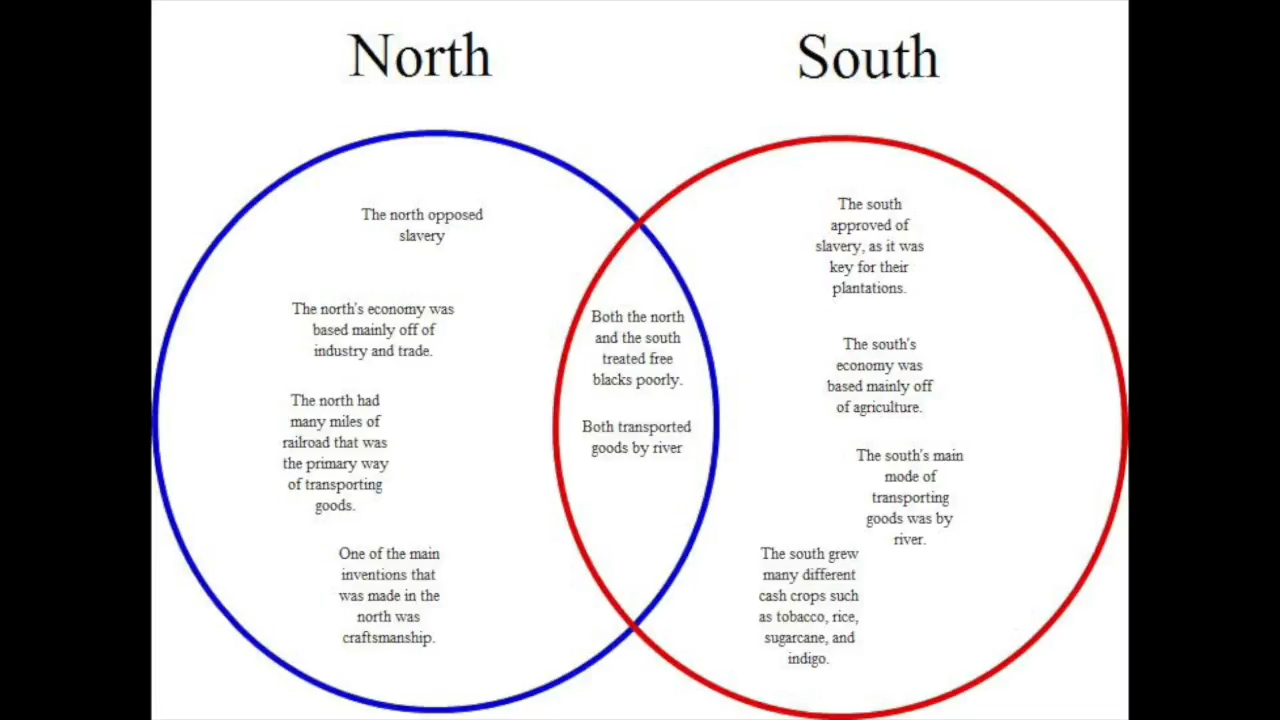 North
South
The north opposed
slavery
The north's economy was
based mainly off of
industry and trade.
The north had
many miles of
railroad that was
the primary way
of transporting
goods.
One of the main
inventions that
was made in the
north was
craftsmanship.
Both the north
and the south
treated free
blacks poorly.
Both transported
goods by river
The south
approved of
slavery, as it was
key for their
plantations.
The south's
economy was
based mainly off
of agriculture.
The south's main
mode of
transporting
goods was by
river.
The south grew
many different
cash crops such
as tobacco, rice,
sugarcane, and
indigo.